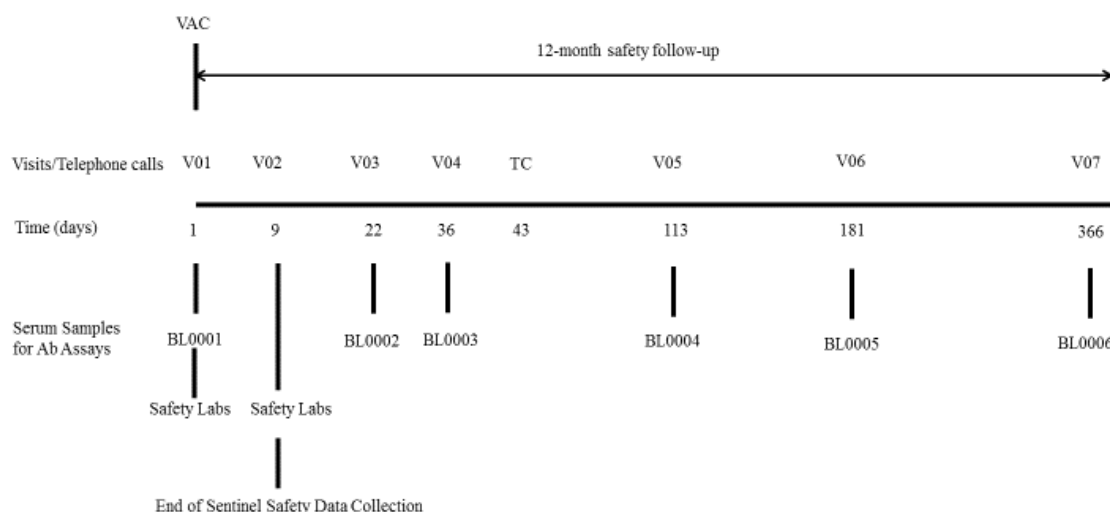 VAC
12-month safety follow-up
Visits/Telephone calls V01 V02 V03 V04 TC V05 V06 V07
Time (days) 1 9 22 36 43 113 181 366
Serum Samples
for Ab Assays
BL0001 BL0002 BL0003 BL0004 BL0005 BL0006
Safety Labs Safety Labs
End of Sentinel Safety Data Collection